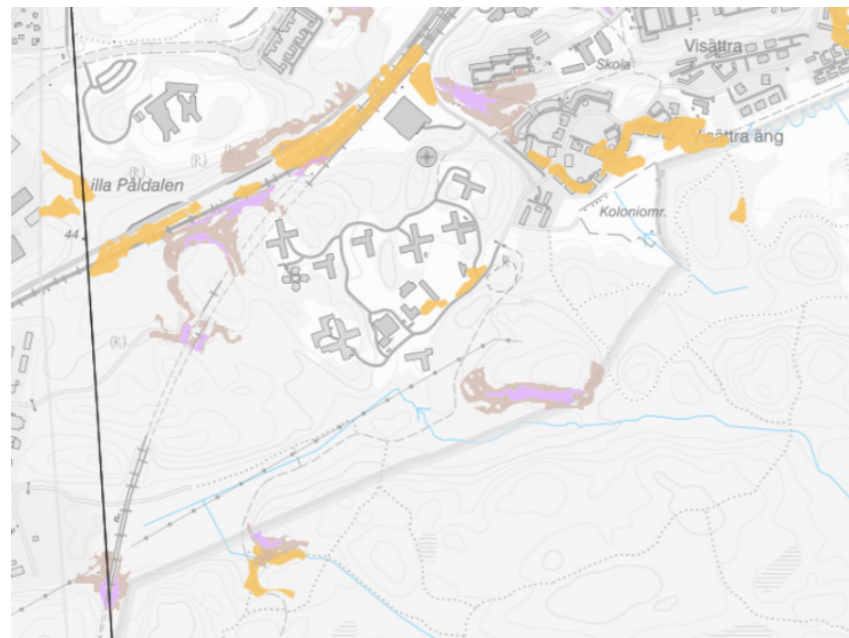 Visättra
Skola
(R)
(R)
(R)
illa Påldalen
Visättra äng
Koloniomr.
44
R
(R)